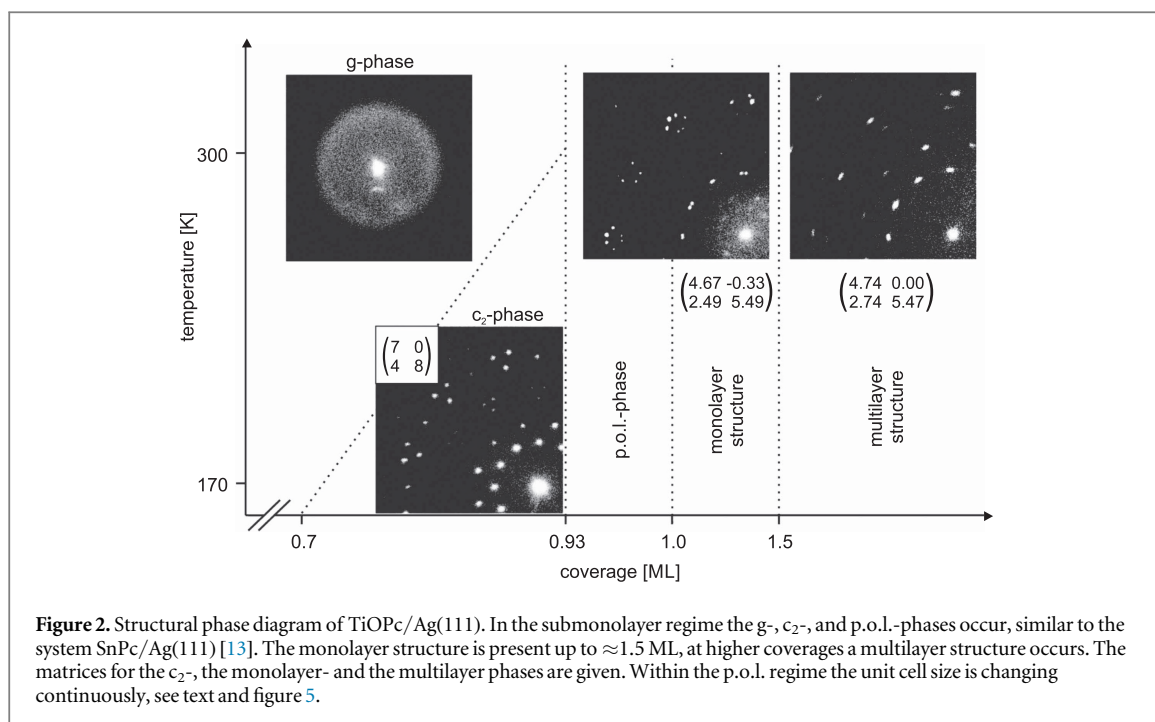 g-phase
300
temperature [K]
(4.67 -0.33
2.49 5.49)
(4.74 0.00
2.74 5.47)
c₂-phase
(7 0
4 8)
p.o.l.-phase
monolayer
structure
multilayer
structure
170
0.7
0.93
1.0
1.5
coverage [ML]
Figure 2. Structural phase diagram of TiOPc/Ag(111). In the submonolayer regime the g-, c₂-, and p.o.l.-phases occur, similar to the
system SnPc/Ag(111) [13]. The monolayer structure is present up to ≈1.5 ML, at higher coverages a multilayer structure occurs. The
matrices for the c₂-, the monolayer- and the multilayer phases are given. Within the p.o.l. regime the unit cell size is changing
continuously, see text and figure 5.